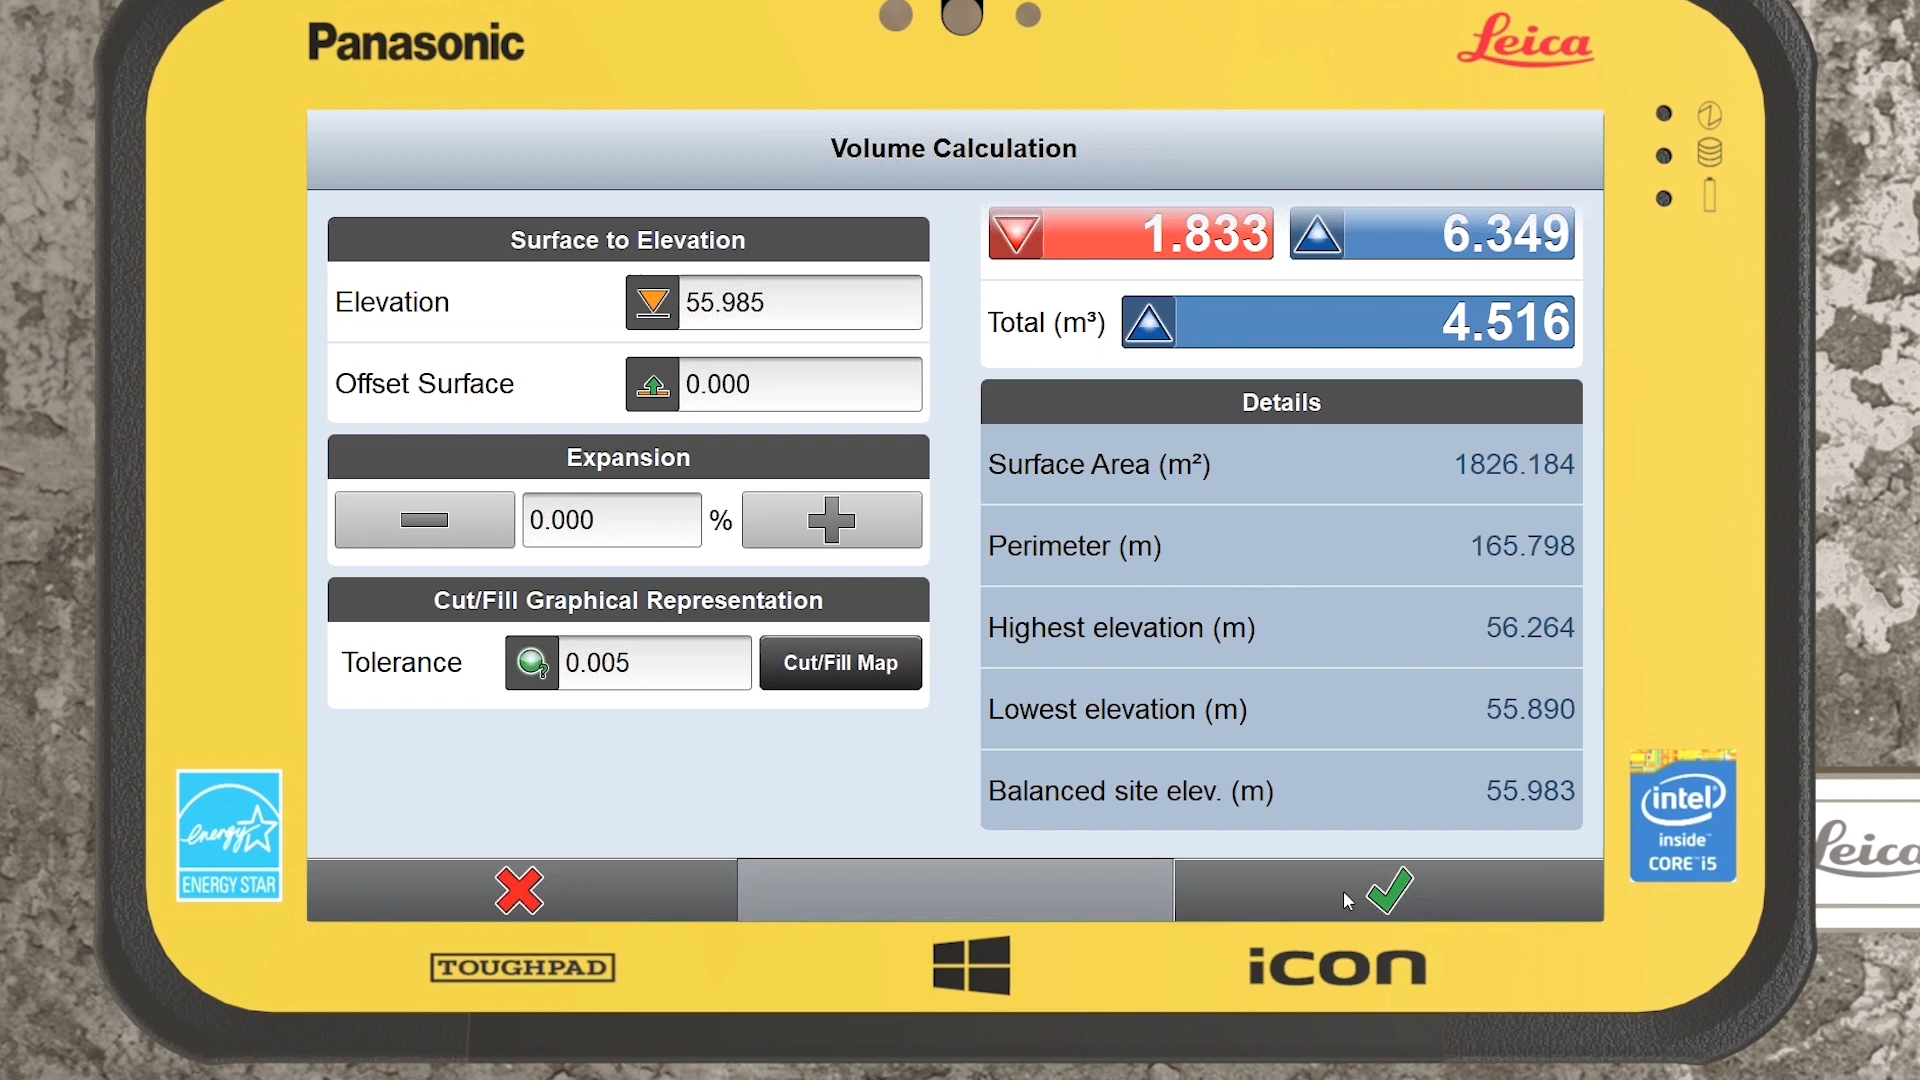 Panasonic
Leica
Volume Calculation
Surface to Elevation
Elevation
55.985
Offset Surface
0.000
Expansion
0.000
%
Cut/Fill Graphical Representation
Tolerance
0.005
Cut/Fill Map
1.833
6.349
Total (m³)
4.516
Details
Surface Area (m²)
1826.184
Perimeter (m)
165.798
Highest elevation (m)
56.264
Lowest elevation (m)
55.890
Balanced site elev. (m)
55.983
energy
ENERGY STAR
intel
inside™
CORE™ i5
Leica
TOUGHPAD
icon